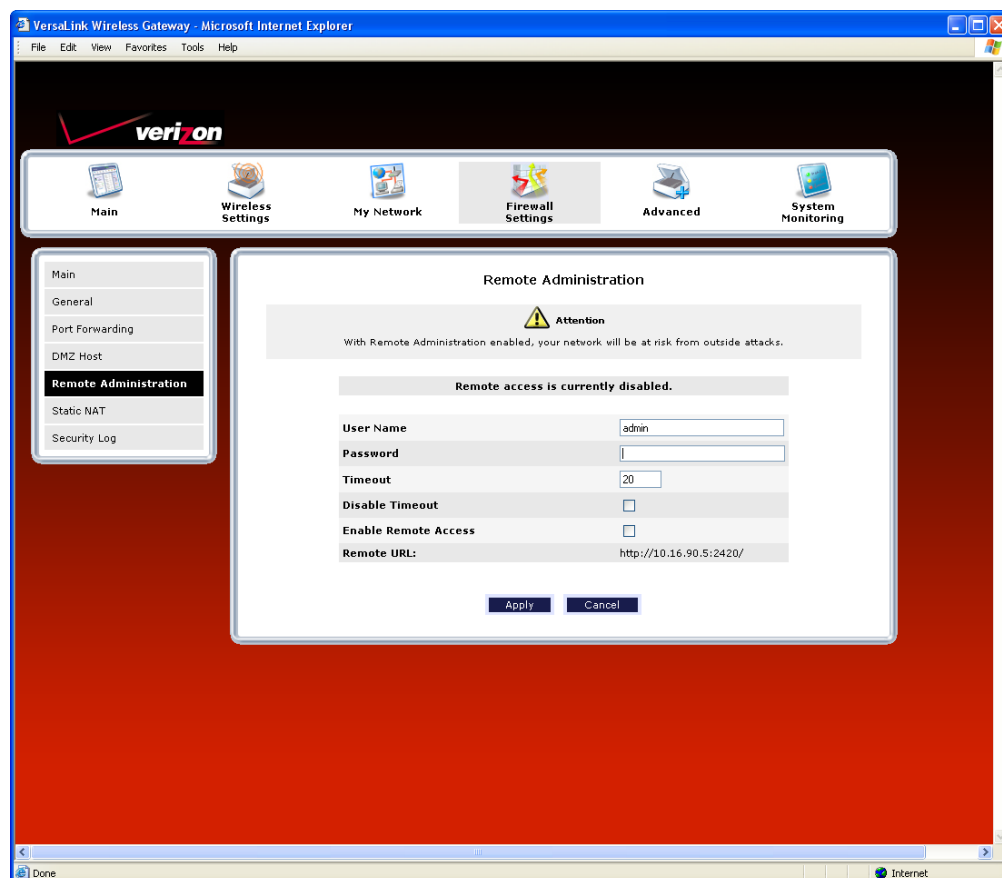 VersaLink Wireless Gateway - Microsoft Internet Explorer
File Edit View Favorites Tools Help
verizon
Main
Wireless Settings
My Network
Firewall Settings
Advanced
System Monitoring
Main
General
Port Forwarding
DMZ Host
Remote Administration
Static NAT
Security Log
Remote Administration
Attention
With Remote Administration enabled, your network will be at risk from outside attacks.
Remote access is currently disabled.
User Name admin
Password
Timeout 20
Disable Timeout
Enable Remote Access
Remote URL: http://10.16.90.5:2420/
Apply Cancel
Done Internet